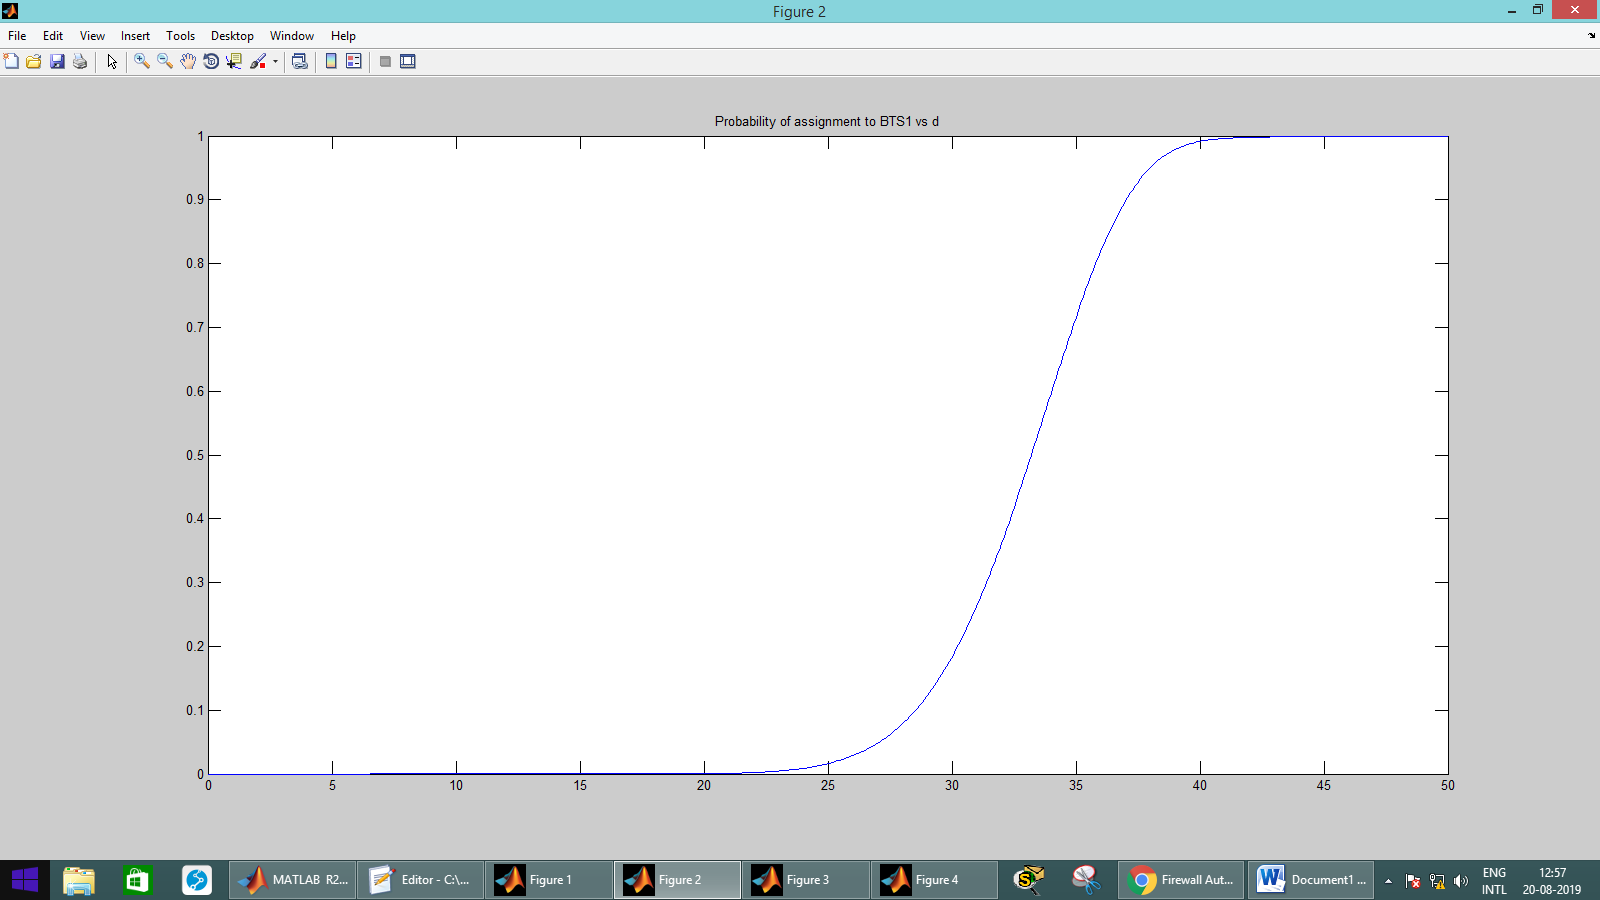 Figure 2
File Edit View Insert Tools Desktop Window Help
Probability of assignment to BTS1 vs d
1
0.9
0.8
0.7
0.6
0.5
0.4
0.3
0.2
0.1
0
0 5 10 15 20 25 30 35 40 45 50
MATLAB R2... Editor - C:\... Figure 1 Figure 2 Figure 3 Figure 4 Firewall Aut... Document1 ... ENG 12:57
INTL 20-08-2019